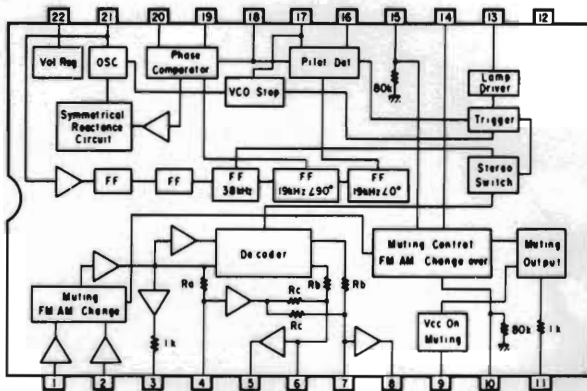 22 21 20 19 18 17 16 15 14 13 12
Vol Reg
OSC
Phase
Comparator
Pilot Det
80k
Lamp
Driver
VCO Stop
Trigger
Symmetrical
Reactance
Circuit
Stereo
Switch
FF
FF
FF
38kHz
FF
19kHz∠90°
FF
19kHz∠0°
Decoder
Muting Control
FM AM Change over
Muting
Output
Ra
Rb
Rb
Rc
Rc
Muting
FM AM Change
Vcc On
Muting
1k
80k
1k
1 2 3 4 5 6 7 8 9 10 11